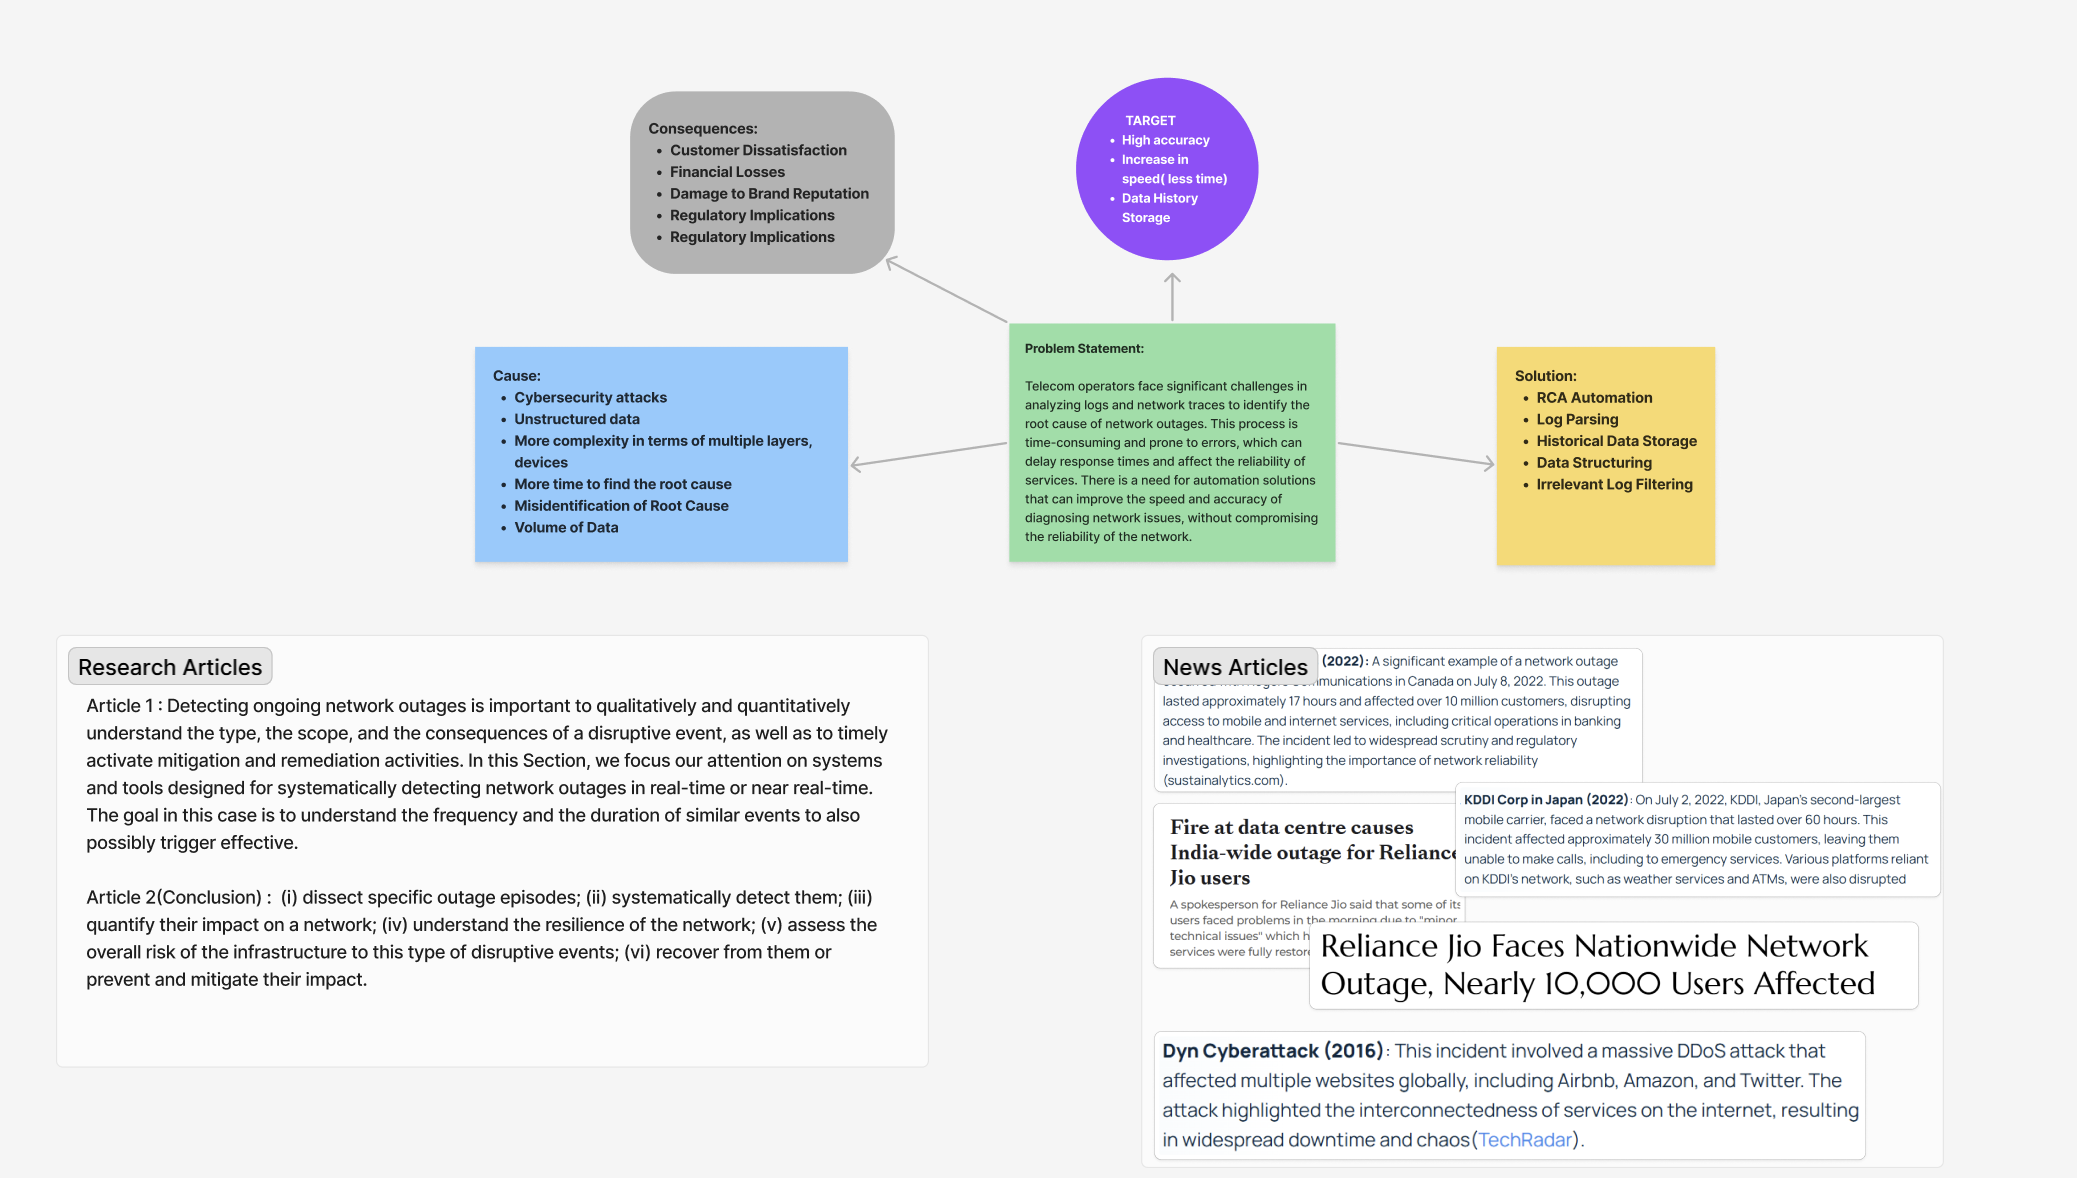 Consequences:
• Customer Dissatisfaction
• Financial Losses
• Damage to Brand Reputation
• Regulatory Implications
• Regulatory Implications
TARGET
• High accuracy
• Increase in
speed( less time)
• Data History
Storage
Cause:
• Cybersecurity attacks
• Unstructured data
• More complexity in terms of multiple layers,
devices
• More time to find the root cause
• Misidentification of Root Cause
• Volume of Data
Problem Statement:
Telecom operators face significant challenges in
analyzing logs and network traces to identify the
root cause of network outages. This process is
time-consuming and prone to errors, which can
delay response times and affect the reliability of
services. There is a need for automation solutions
that can improve the speed and accuracy of
diagnosing network issues, without compromising
the reliability of the network.
Solution:
• RCA Automation
• Log Parsing
• Historical Data Storage
• Data Structuring
• Irrelevant Log Filtering
Research Articles
Article 1 : Detecting ongoing network outages is important to qualitatively and quantitatively
understand the type, the scope, and the consequences of a disruptive event, as well as to timely
activate mitigation and remediation activities. In this Section, we focus our attention on systems
and tools designed for systematically detecting network outages in real-time or near real-time.
The goal in this case is to understand the frequency and the duration of similar events to also
possibly trigger effective.
Article 2(Conclusion) : (i) dissect specific outage episodes; (ii) systematically detect them; (iii)
quantify their impact on a network; (iv) understand the resilience of the network; (v) assess the
overall risk of the infrastructure to this type of disruptive events; (vi) recover from them or
prevent and mitigate their impact.
News Articles
(2022): A significant example of a network outage
in Canada on July 8, 2022. This outage
lasted approximately 17 hours and affected over 10 million customers, disrupting
access to mobile and internet services, including critical operations in banking
and healthcare. The incident led to widespread scrutiny and regulatory
investigations, highlighting the importance of network reliability
(sustainalytics.com).
KDDI Corp in Japan (2022): On July 2, 2022, KDDI, Japan's second-largest
mobile carrier, faced a network disruption that lasted over 60 hours. This
incident affected approximately 30 million mobile customers, leaving them
unable to make calls, including to emergency services. Various platforms reliant
on KDDI's network, such as weather services and ATMs, were also disrupted
Fire at data centre causes
India-wide outage for Reliance
Jio users
A spokesperson for Reliance Jio said that some of its
users faced problems in the morning due to "minor
technical issues" which
services were fully
Reliance Jio Faces Nationwide Network
Outage, Nearly 10,000 Users Affected
Dyn Cyberattack (2016): This incident involved a massive DDoS attack that
affected multiple websites globally, including Airbnb, Amazon, and Twitter. The
attack highlighted the interconnectedness of services on the internet, resulting
in widespread downtime and chaos(TechRadar).